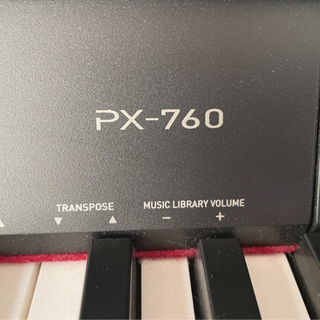 PX-760
TRANSPOSE MUSIC LIBRARY VOLUME
▲ ▼ ▲ − +